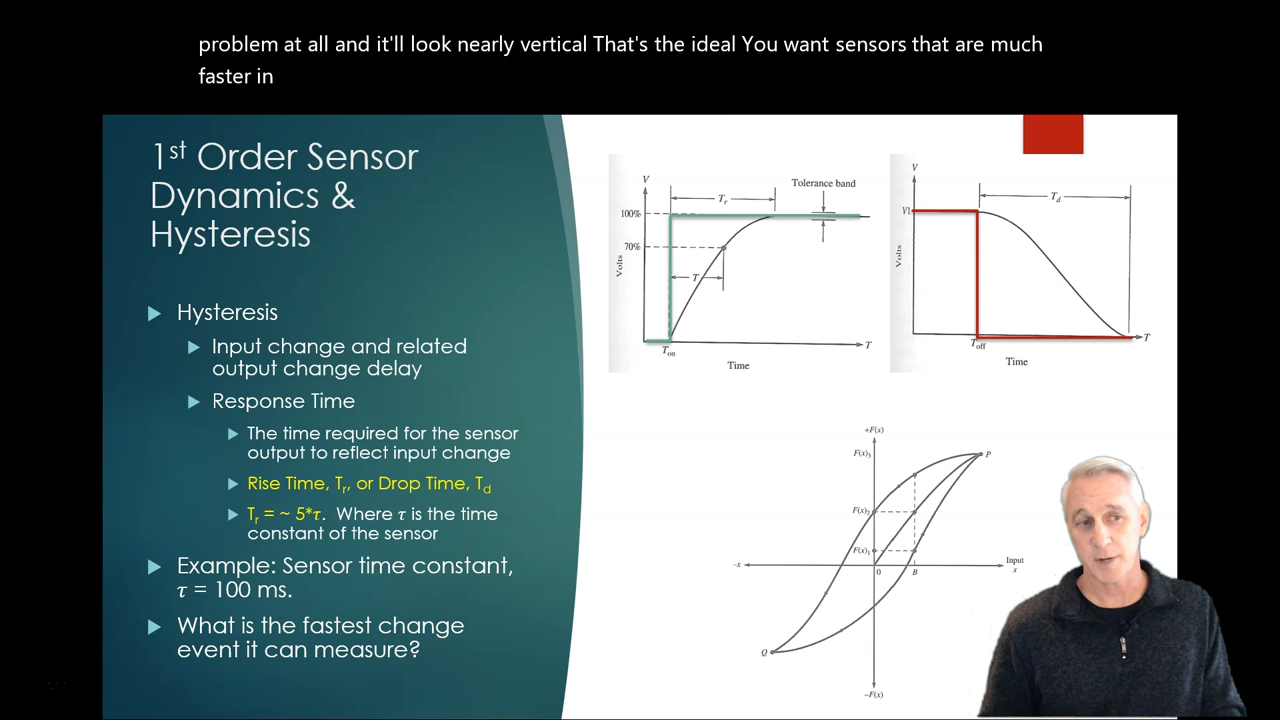 problem at all and it'll look nearly vertical That's the ideal You want sensors that are much
faster in
1st Order Sensor
Dynamics &
Hysteresis
Hysteresis
Input change and related
output change delay
Response Time
The time required for the sensor
output to reflect input change
Rise Time, Tr, or Drop Time, Td
Tr = ~ 5*τ. Where τ is the time
constant of the sensor
Example: Sensor time constant,
τ = 100 ms.
What is the fastest change
event it can measure?
V
Tr
Tolerance band
100%
70%
Volts
T
Ton
T
Time
V
Td
V1
Volts
Toff
T
Time
+F(x)
F(x)3
P
F(x)2
F(x)1
-x
0
B
Input
x
Q
-F(x)